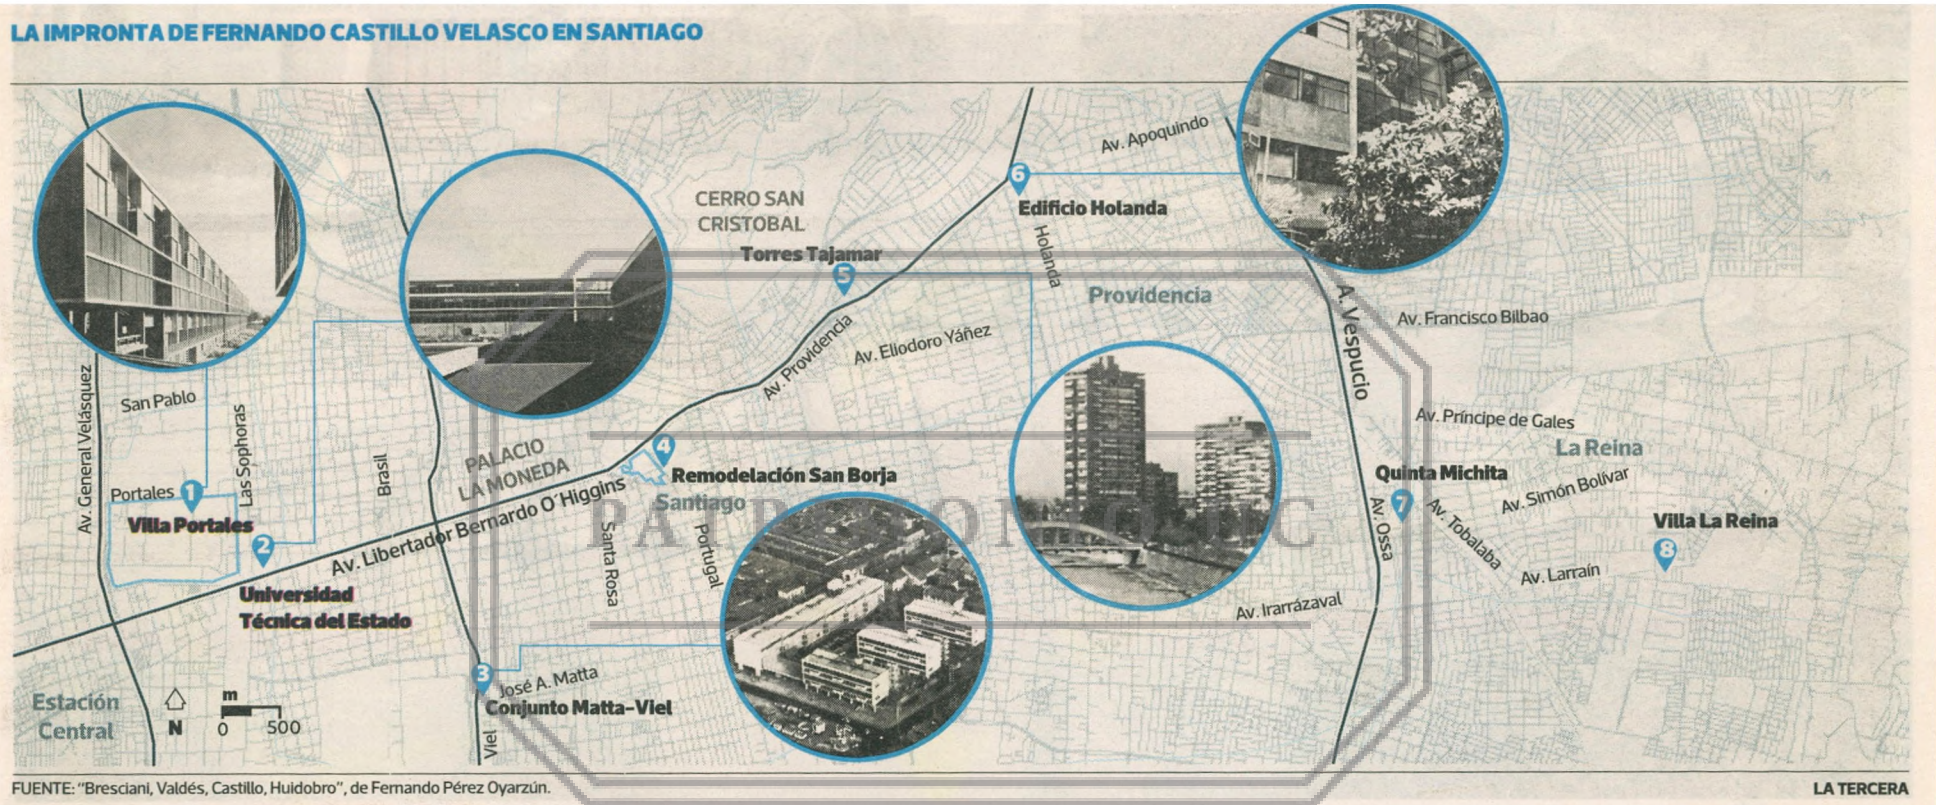 LA IMPRONTA DE FERNANDO CASTILLO VELASCO EN SANTIAGO
Av. Apoquindo
6
Edificio Holanda
Holanda
CERRO SAN
CRISTOBAL
Torres Tajamar
5
Providencia
A. Vespucio
Av. Francisco Bilbao
Av. Eliodoro Yáñez
Av. Providencia
Av. General Velásquez
San Pablo
Las Sophoras
Brasil
Portales
1
Villa Portales
2
Universidad
Técnica del Estado
PALACIO
LA MONEDA
Av. Libertador Bernardo O´Higgins
4
Remodelación San Borja
Santiago
Santa Rosa
Portugal
PATRIMONIO UC
Av. Príncipe de Gales
La Reina
Quinta Michita
7
Av. Ossa
Av. Tobalaba
Av. Simón Bolívar
Villa La Reina
8
Av. Larraín
Av. Irarrázaval
3
José A. Matta
Conjunto Matta-Viel
Viel
Estación
Central
N
m
0 500
FUENTE: "Bresciani, Valdés, Castillo, Huidobro", de Fernando Pérez Oyarzún.
LA TERCERA